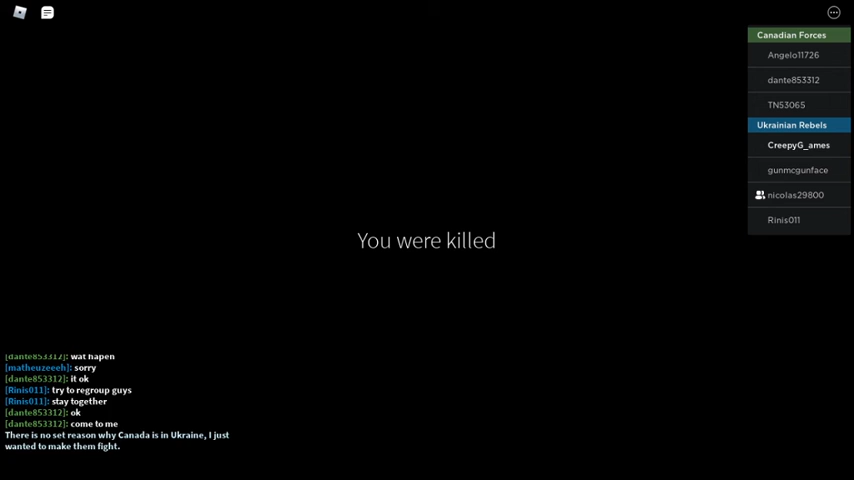 Canadian Forces
Angelo11726
dante853312
TN53065
Ukrainian Rebels
CreepyG_ames
gunmcgunface
nicolas29800
Rinis011
You were killed
[dante853312]: wat hapen
[matheuzeeeh]: sorry
[dante853312]: it ok
[Rinis011]: try to regroup guys
[Rinis011]: stay together
[dante853312]: ok
[dante853312]: come to me
There is no set reason why Canada is in Ukraine, I just
wanted to make them fight.